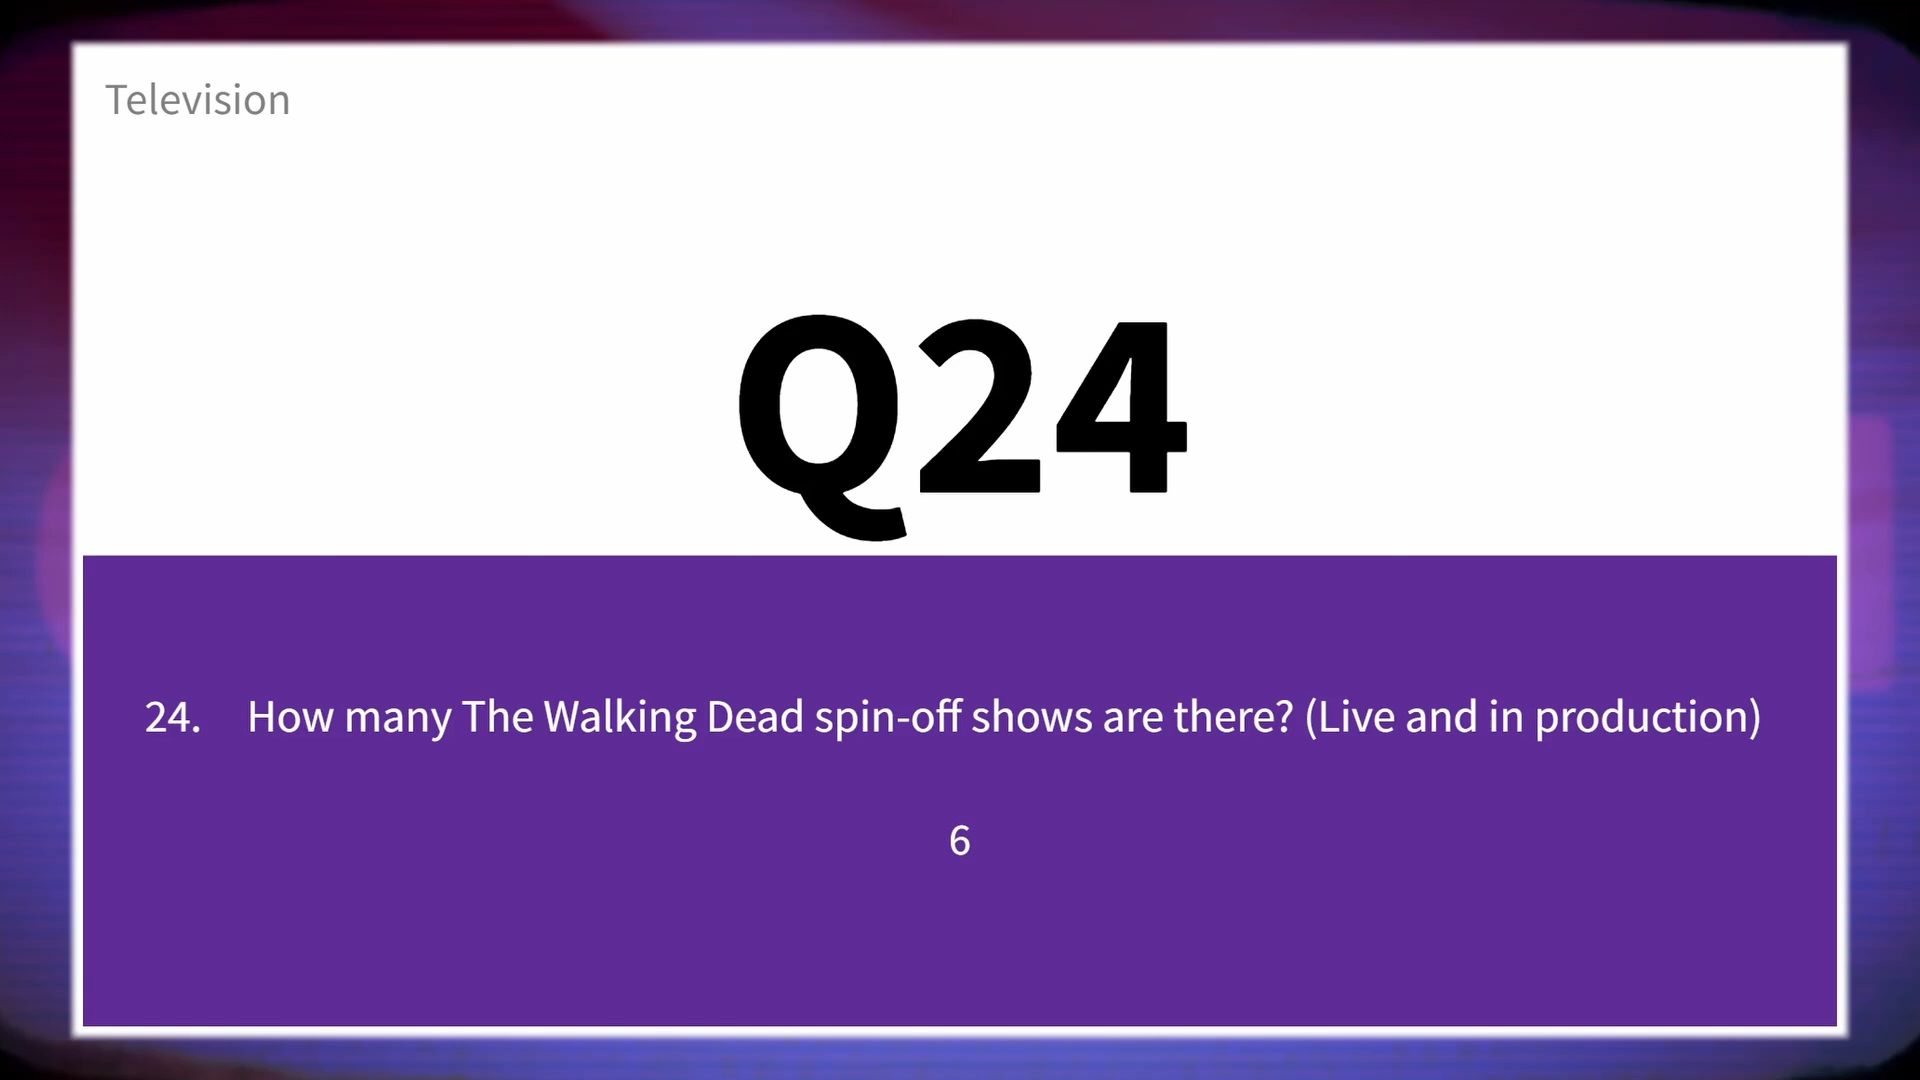 Television
Q24
24. How many The Walking Dead spin-off shows are there? (Live and in production)
6